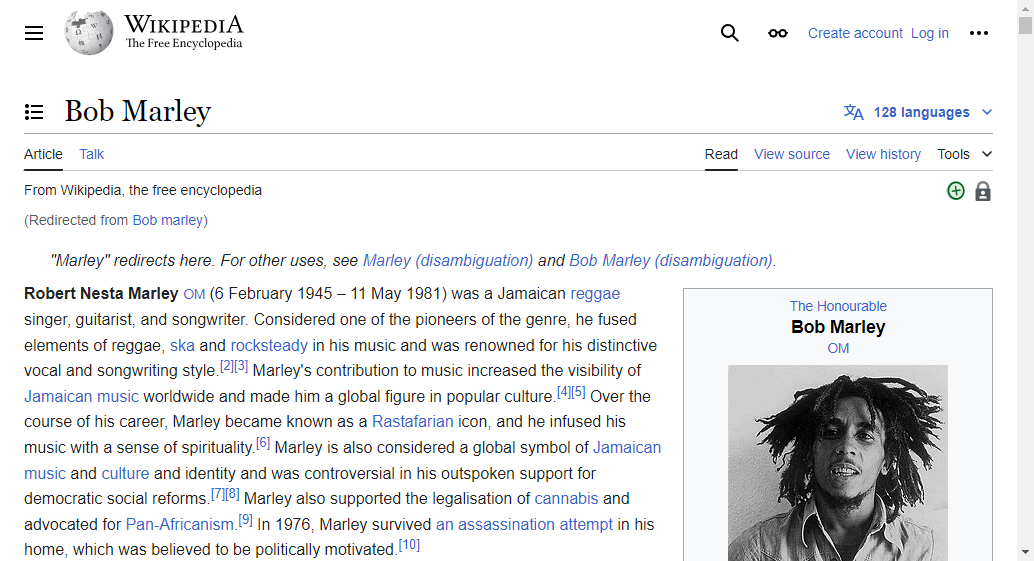 WIKIPEDIA
The Free Encyclopedia
Create account Log in
Bob Marley
128 languages
Article Talk
Read View source View history Tools
From Wikipedia, the free encyclopedia
(Redirected from Bob marley)
"Marley" redirects here. For other uses, see Marley (disambiguation) and Bob Marley (disambiguation).
Robert Nesta Marley OM (6 February 1945 – 11 May 1981) was a Jamaican reggae
singer, guitarist, and songwriter. Considered one of the pioneers of the genre, he fused
elements of reggae, ska and rocksteady in his music and was renowned for his distinctive
vocal and songwriting style.[2][3] Marley's contribution to music increased the visibility of
Jamaican music worldwide and made him a global figure in popular culture.[4][5] Over the
course of his career, Marley became known as a Rastafarian icon, and he infused his
music with a sense of spirituality.[6] Marley is also considered a global symbol of Jamaican
music and culture and identity and was controversial in his outspoken support for
democratic social reforms.[7][8] Marley also supported the legalisation of cannabis and
advocated for Pan-Africanism.[9] In 1976, Marley survived an assassination attempt in his
home, which was believed to be politically motivated.[10]
The Honourable
Bob Marley
OM